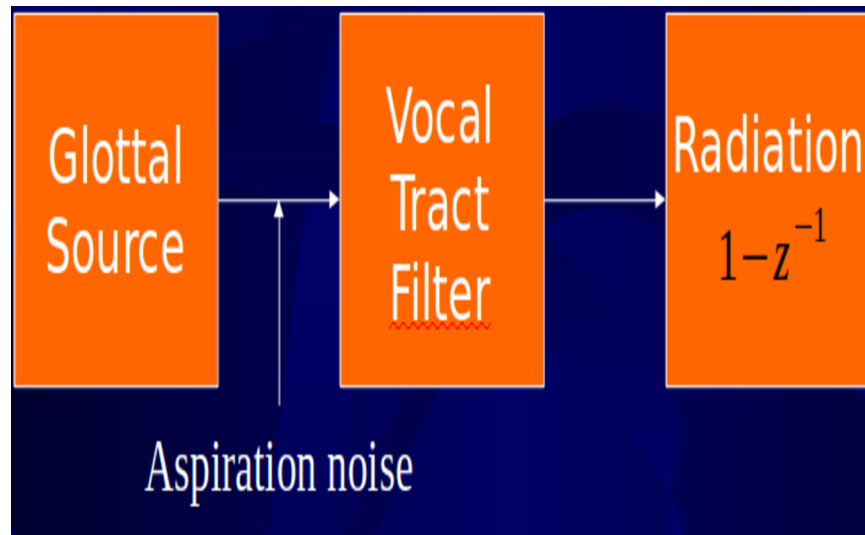 Glottal
Source
Vocal
Tract
Filter
Radiation
1−z⁻¹
Aspiration noise